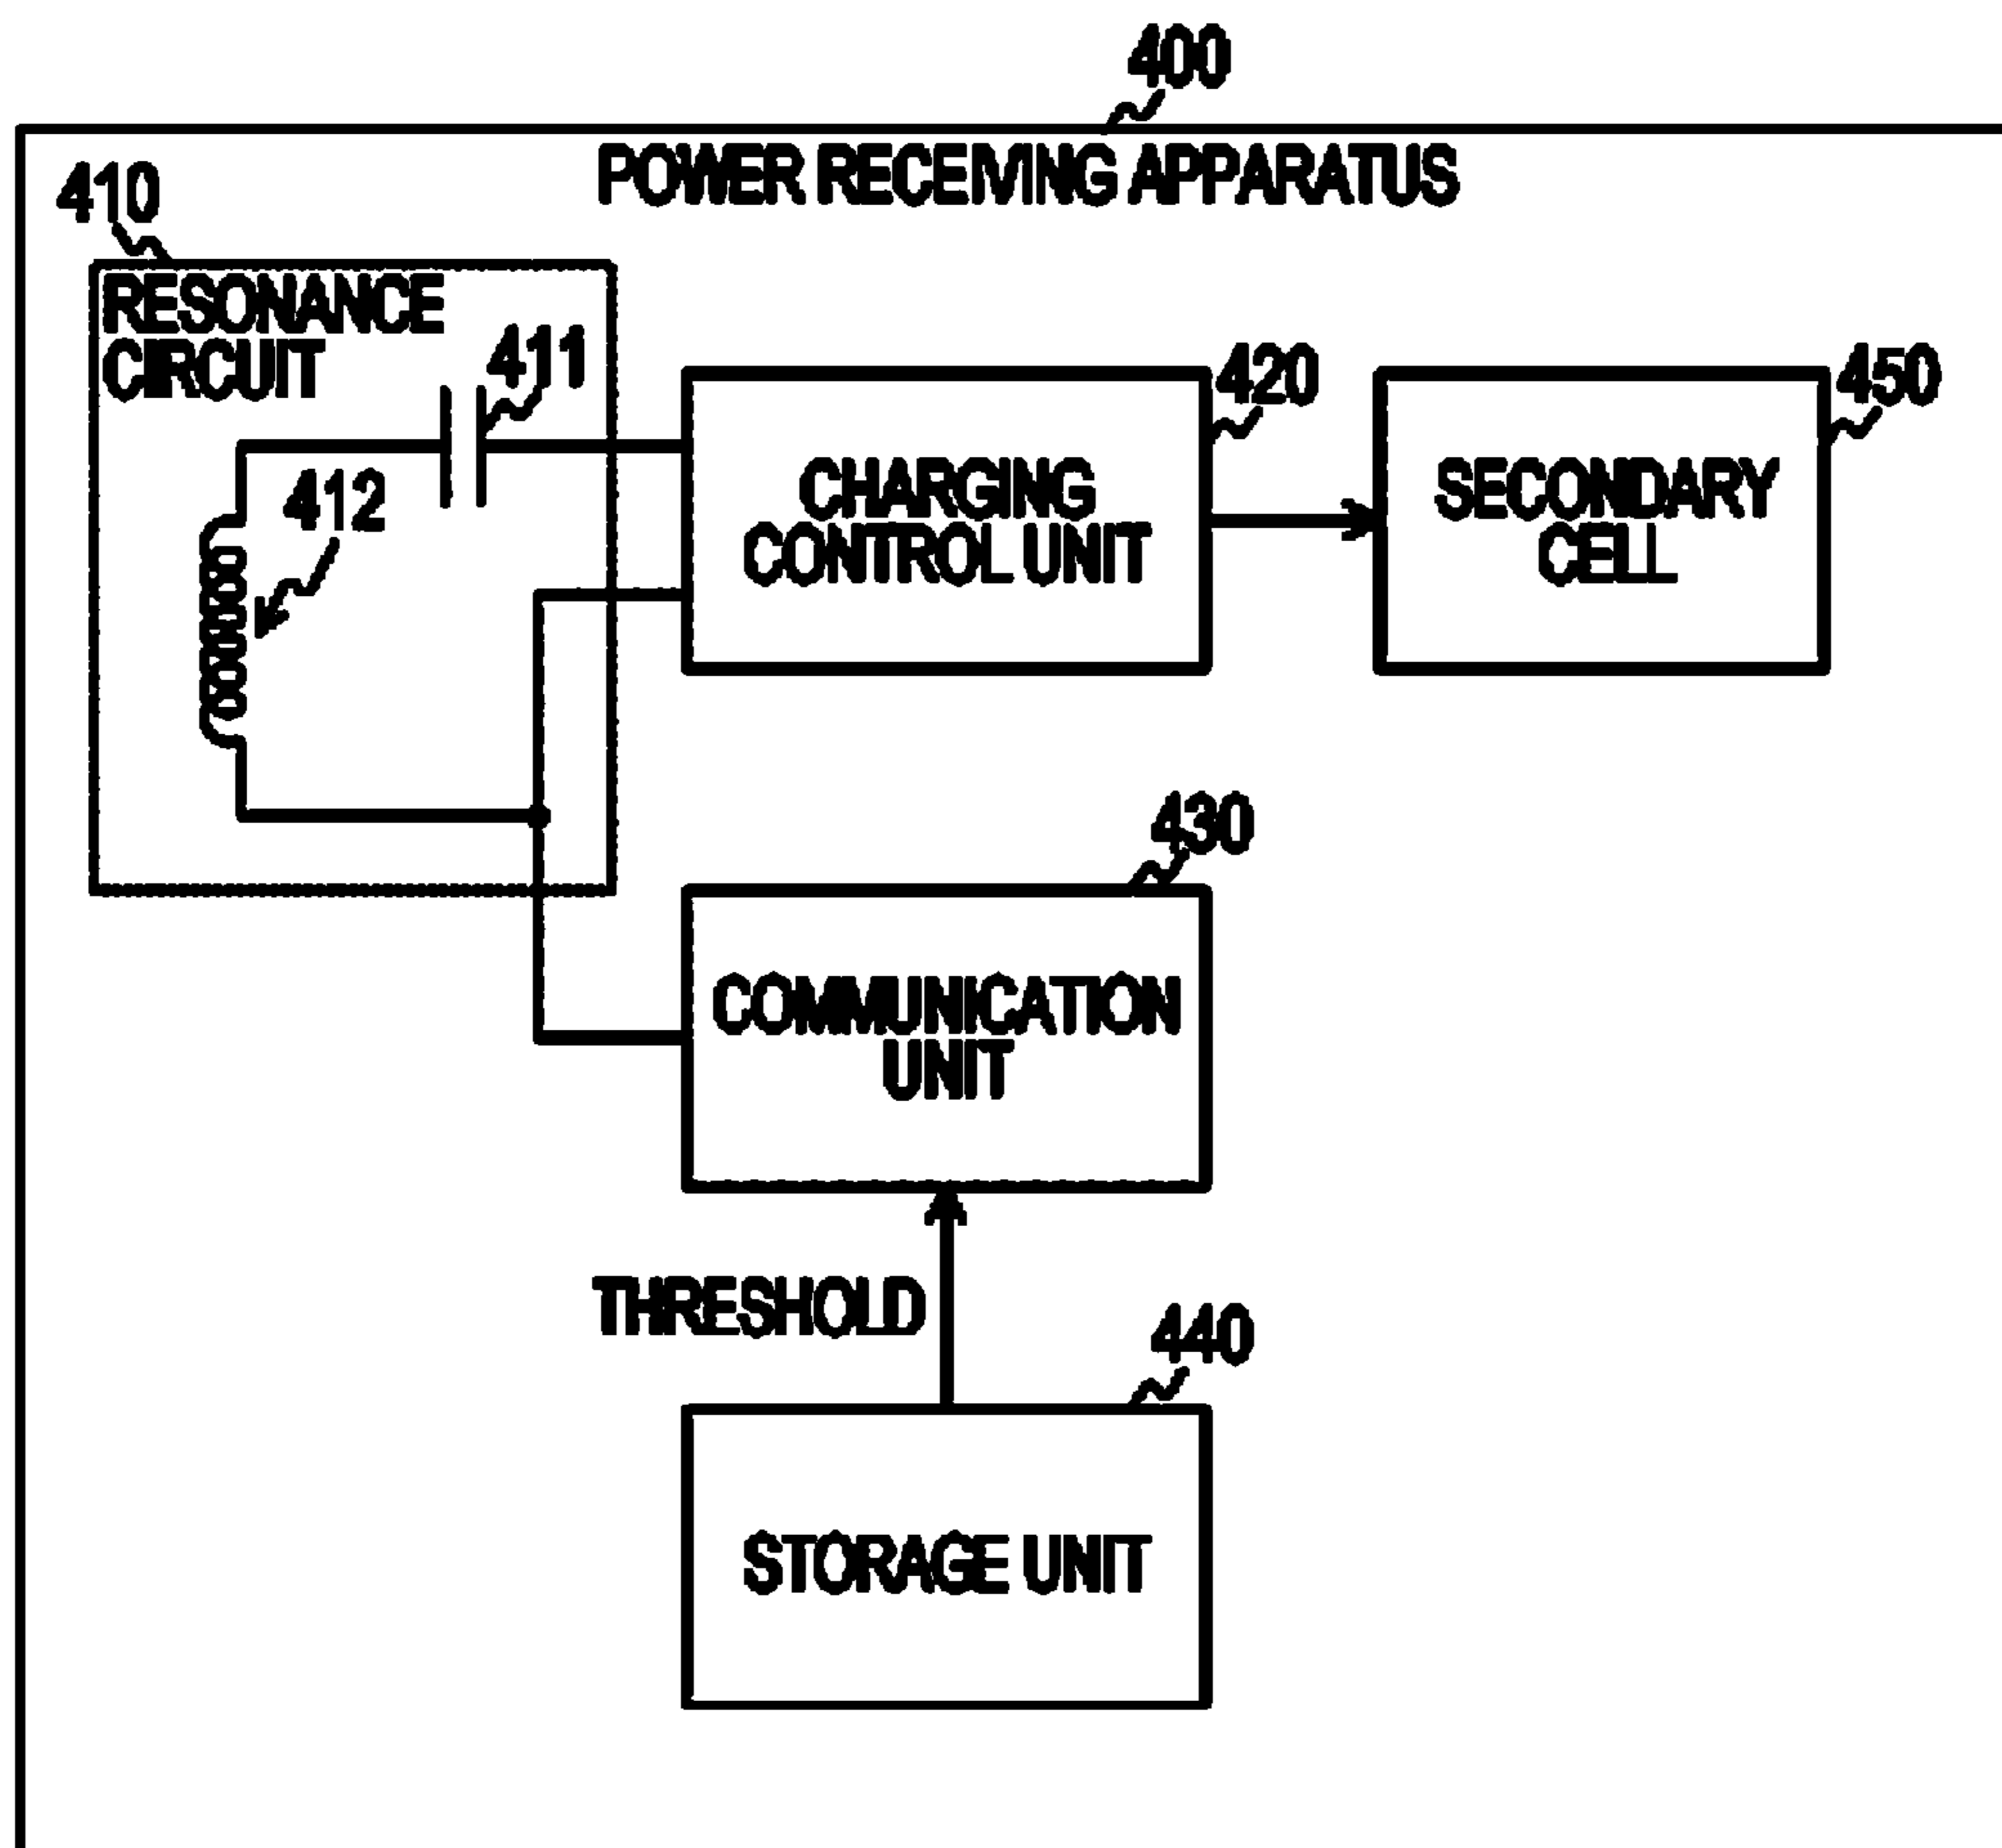 400
POWER RECEIVING APPARATUS
410
RESONANCE
CIRCUIT
411
412
420
CHARGING
CONTROL UNIT
450
SECONDARY
CELL
430
COMMUNICATION
UNIT
THRESHOLD
440
STORAGE UNIT